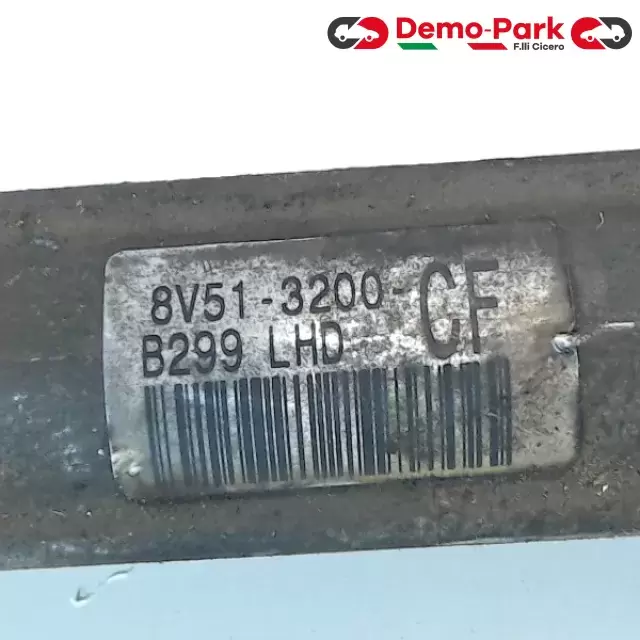 Demo-Park
F.lli Cicero
8V51-3200-CF
B299 LHD